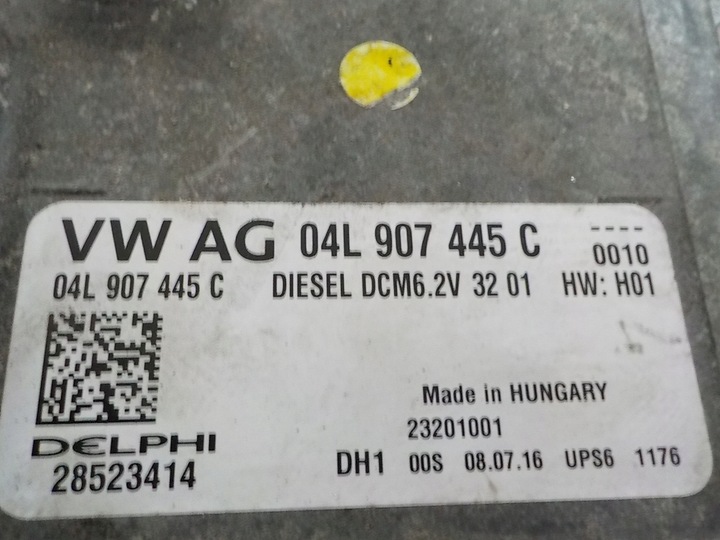 VW AG 04L 907 445 C ----
0010
04L 907 445 C DIESEL DCM6.2V 32 01 HW: H01
Made in HUNGARY
23201001
DELPHI
28523414
DH1 00S 08.07.16 UPS6 1176